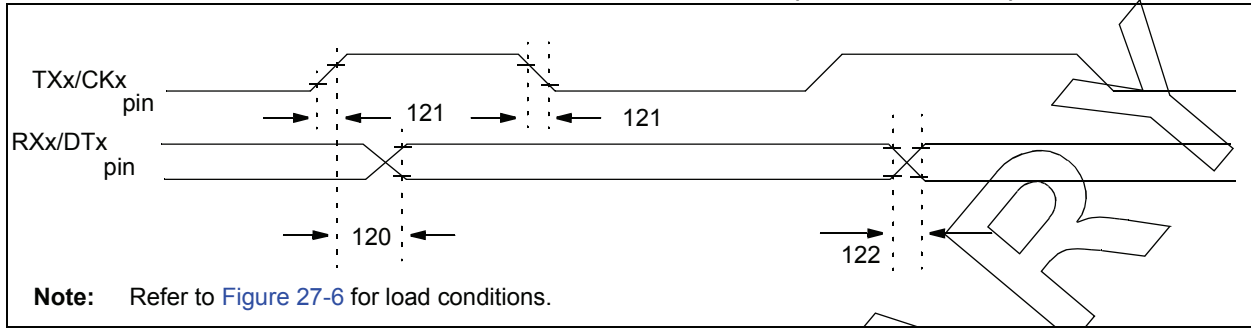 TXx/CKx
pin
121
121
RXx/DTx
pin
120
122
Note: Refer to Figure 27-6 for load conditions.
RY